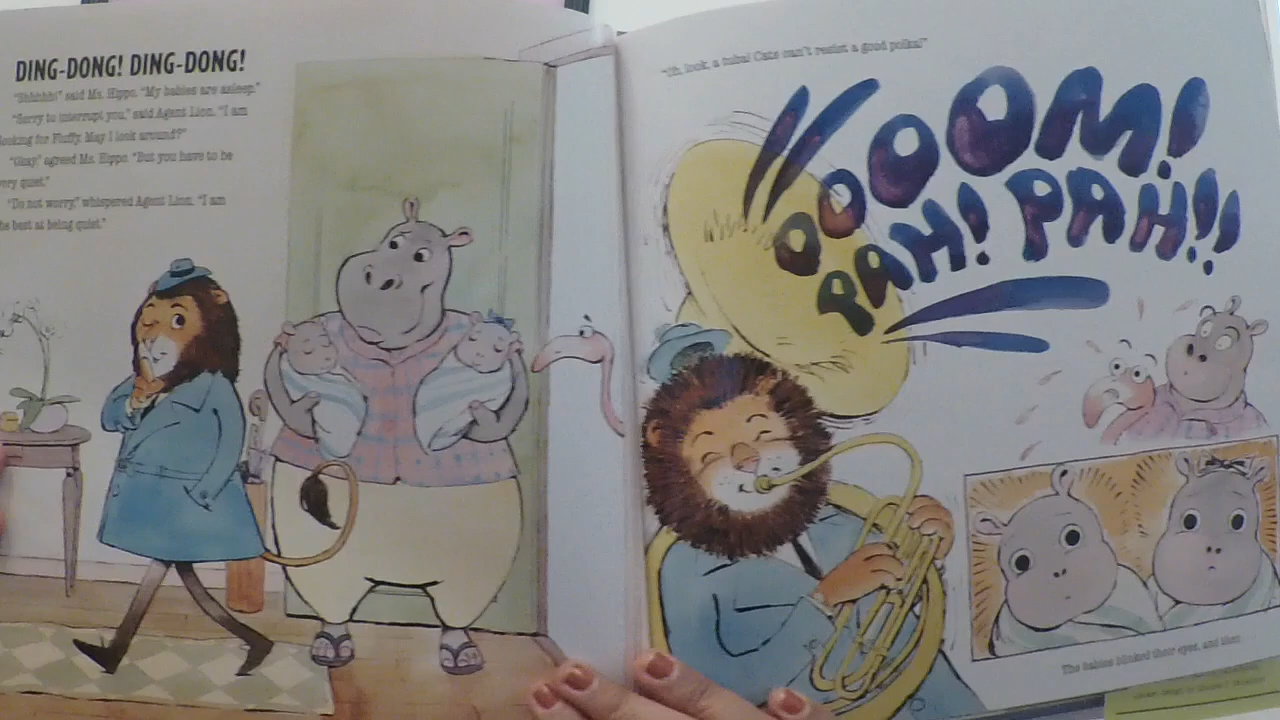 DING-DONG! DING-DONG!
"Shhhhh!" said Ms. Hippo. "My babies are asleep."
"Sorry to interrupt you," said Agent Lion. "I am
looking for Fluffy. May I look around?"
"Okay," agreed Ms. Hippo. "But you have to be
very quiet."
"Do not worry," whispered Agent Lion. "I am
the best at being quiet."
"Oh, look, a tuba! Cats can't resist a good polka!"
OOOOOM!
PAH! PAH!!
The babies blinked their eyes, and then